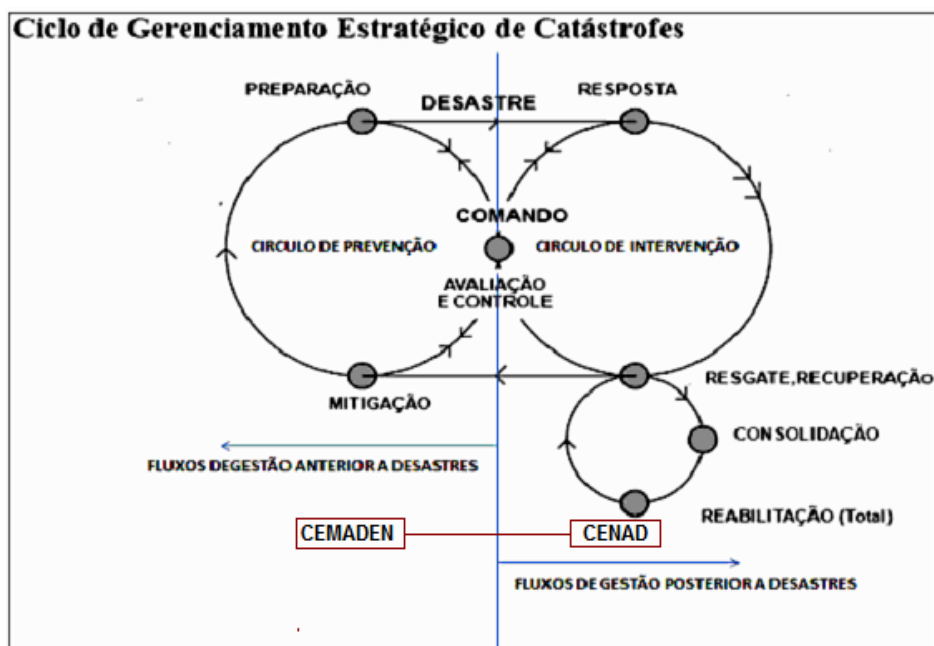 Ciclo de Gerenciamento Estratégico de Catástrofes
PREPARAÇÃO
DESASTRE
RESPOSTA
COMANDO
CIRCULO DE PREVENÇÃO
CIRCULO DE INTERVENÇÃO
AVALIAÇÃO
E CONTROLE
MITIGAÇÃO
RESGATE,RECUPERAÇÃO
CONSOLIDAÇÃO
FLUXOS DEGESTÃO ANTERIOR A DESASTRES
REABILITAÇÃO (Total)
CEMADEN
CENAD
FLUXOS DE GESTÃO POSTERIOR A DESASTRES